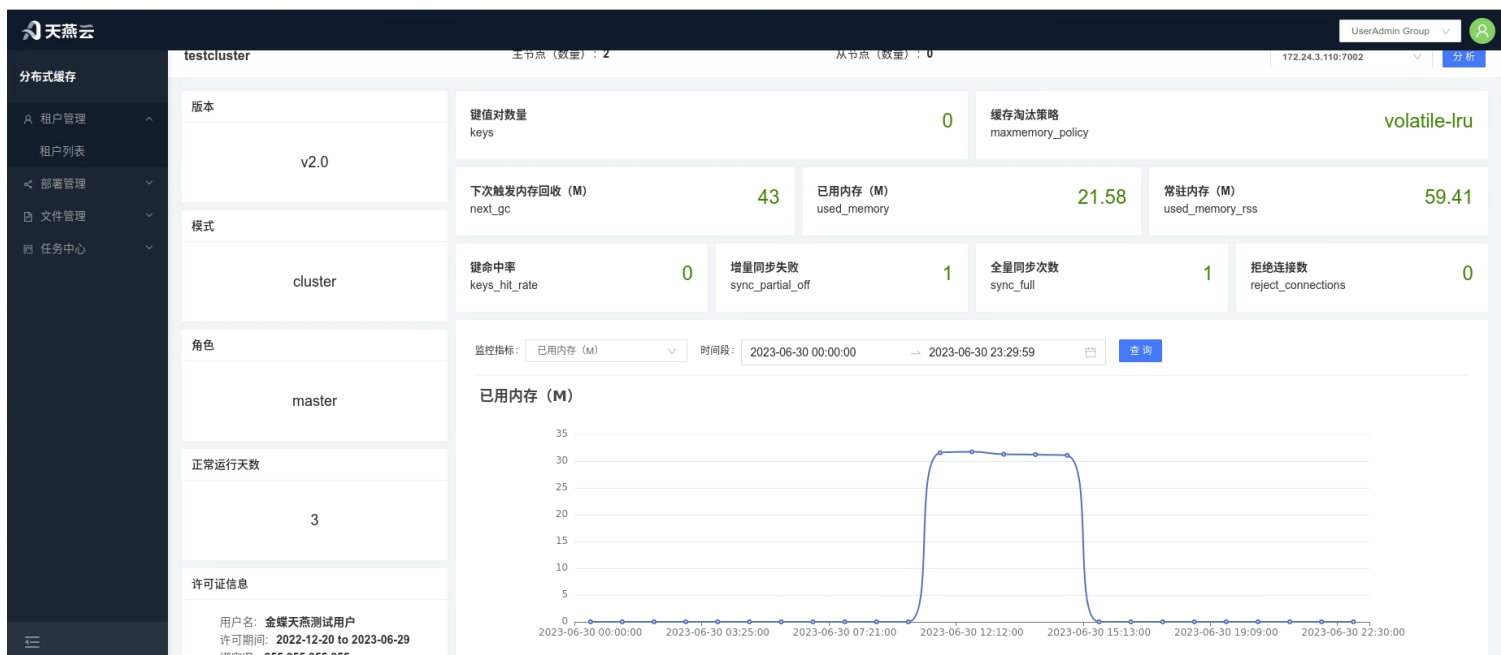 天燕云
UserAdmin Group
分布式缓存
租户管理
租户列表
部署管理
文件管理
任务中心
testcluster
主节点（数量）：2
从节点（数量）：0
172.24.3.110:7002
分 析
版本
v2.0
模式
cluster
角色
master
正常运行天数
3
许可证信息
用户名: 金蝶天燕测试用户
许可期间: 2022-12-20 to 2023-06-29
键值对数量
keys
0
缓存淘汰策略
maxmemory_policy
volatile-lru
下次触发内存回收（M）
next_gc
43
已用内存（M）
used_memory
21.58
常驻内存（M）
used_memory_rss
59.41
键命中率
keys_hit_rate
0
增量同步失败
sync_partial_off
1
全量同步次数
sync_full
1
拒绝连接数
reject_connections
0
监控指标: 已用内存（M）
时间段: 2023-06-30 00:00:00 → 2023-06-30 23:29:59
查 询
已用内存（M）
35
30
25
20
15
10
5
0
2023-06-30 00:00:00
2023-06-30 03:25:00
2023-06-30 07:21:00
2023-06-30 12:12:00
2023-06-30 15:13:00
2023-06-30 19:09:00
2023-06-30 22:30:00